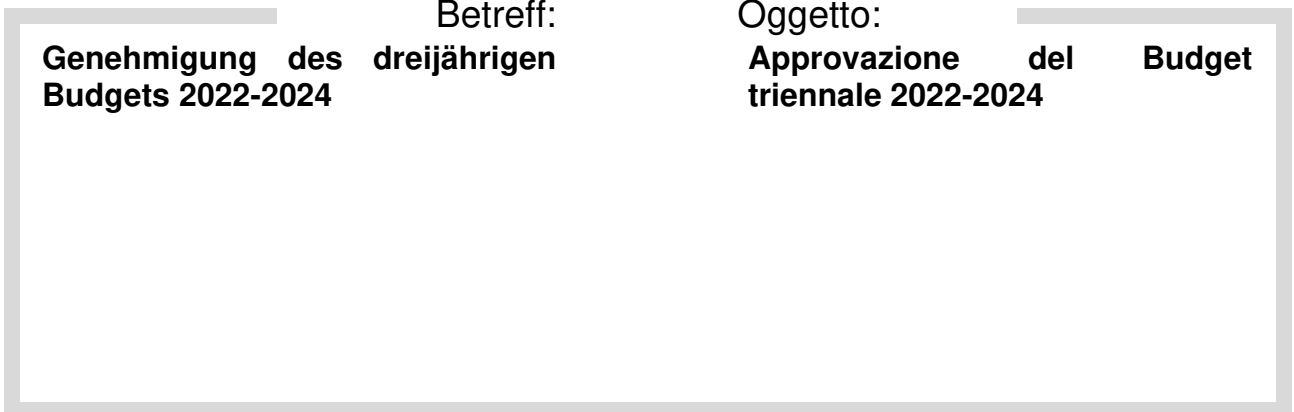 Betreff:
Genehmigung des dreijährigen
Budgets 2022-2024
Oggetto:
Approvazione del Budget
triennale 2022-2024